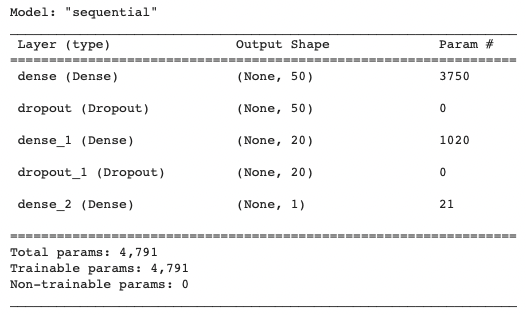 Model: "sequential"
Layer (type) Output Shape Param #
dense (Dense) (None, 50) 3750
dropout (Dropout) (None, 50) 0
dense_1 (Dense) (None, 20) 1020
dropout_1 (Dropout) (None, 20) 0
dense_2 (Dense) (None, 1) 21
Total params: 4,791
Trainable params: 4,791
Non-trainable params: 0